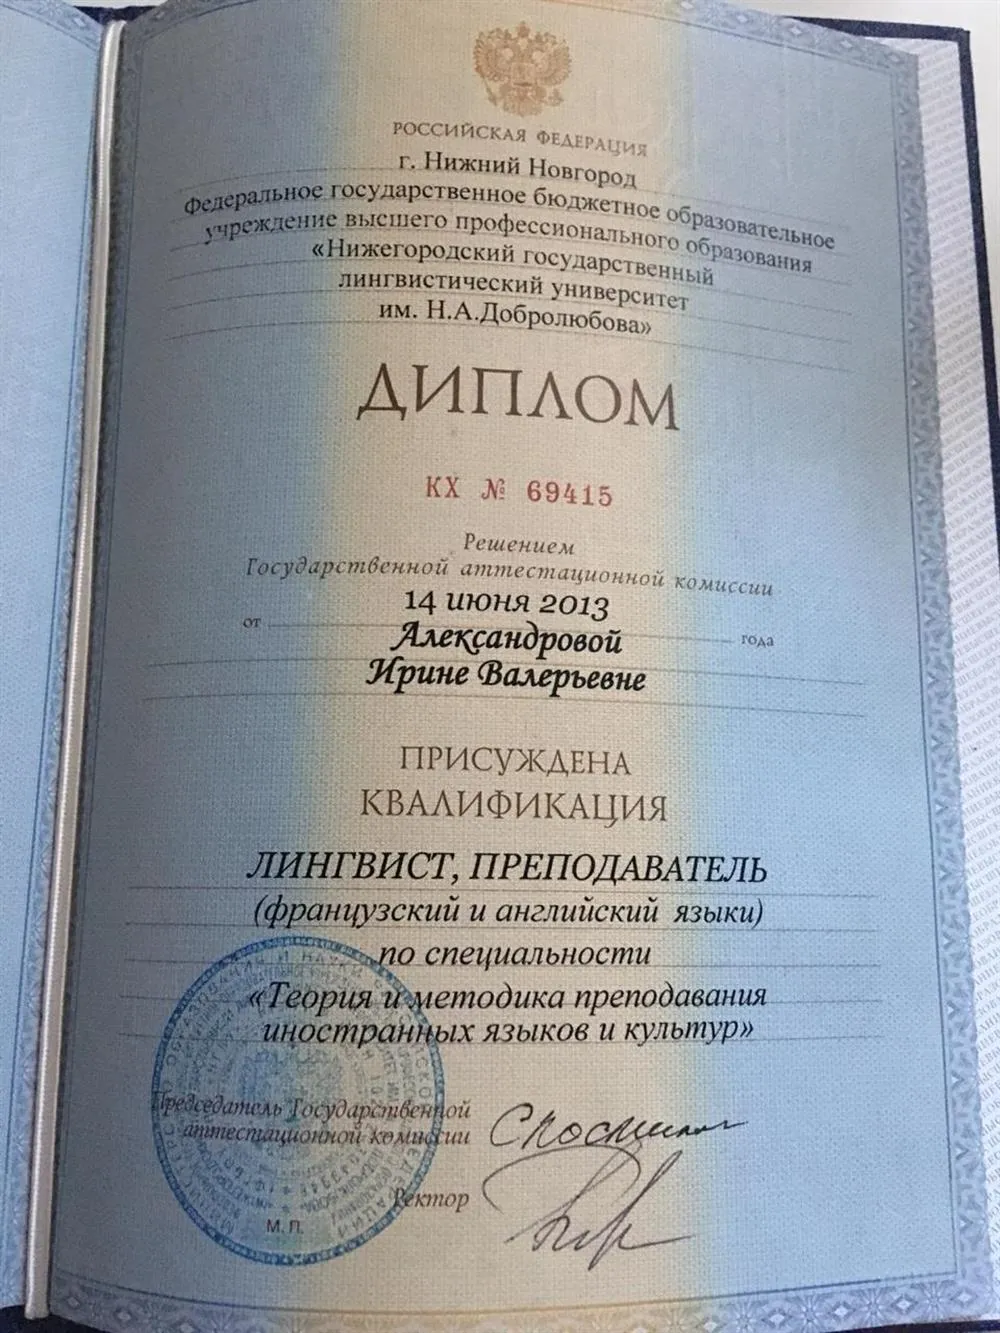 РОССИЙСКАЯ ФЕДЕРАЦИЯ
г. Нижний Новгород
Федеральное государственное бюджетное образовательное
учреждение высшего профессионального образования
«Нижегородский государственный
лингвистический университет
им. Н.А.Добролюбова»
ДИПЛОМ
КХ № 69415
Решением
Государственной аттестационной комиссии
от 14 июня 2013 года
Александровой
Ирине Валерьевне
ПРИСУЖДЕНА
КВАЛИФИКАЦИЯ
ЛИНГВИСТ, ПРЕПОДАВАТЕЛЬ
(французский и английский языки)
по специальности
«Теория и методика преподавания
иностранных языков и культур»
Председатель Государственной
аттестационной комиссии
Ректор
М.П.